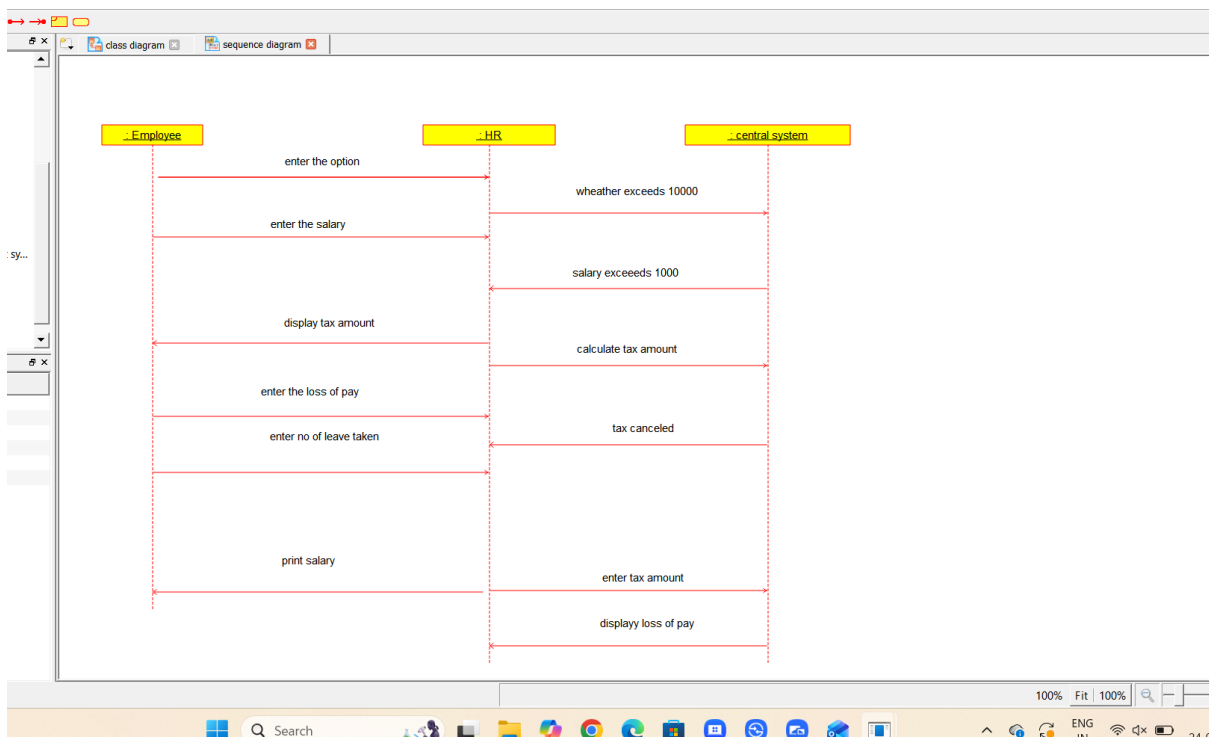 class diagram
sequence diagram
: sy...
: Employee
: HR
: central system
enter the option
wheather exceeds 10000
enter the salary
salary exceeeds 1000
display tax amount
calculate tax amount
enter the loss of pay
tax canceled
enter no of leave taken
print salary
enter tax amount
displayy loss of pay
100% Fit 100%
Search
ENG